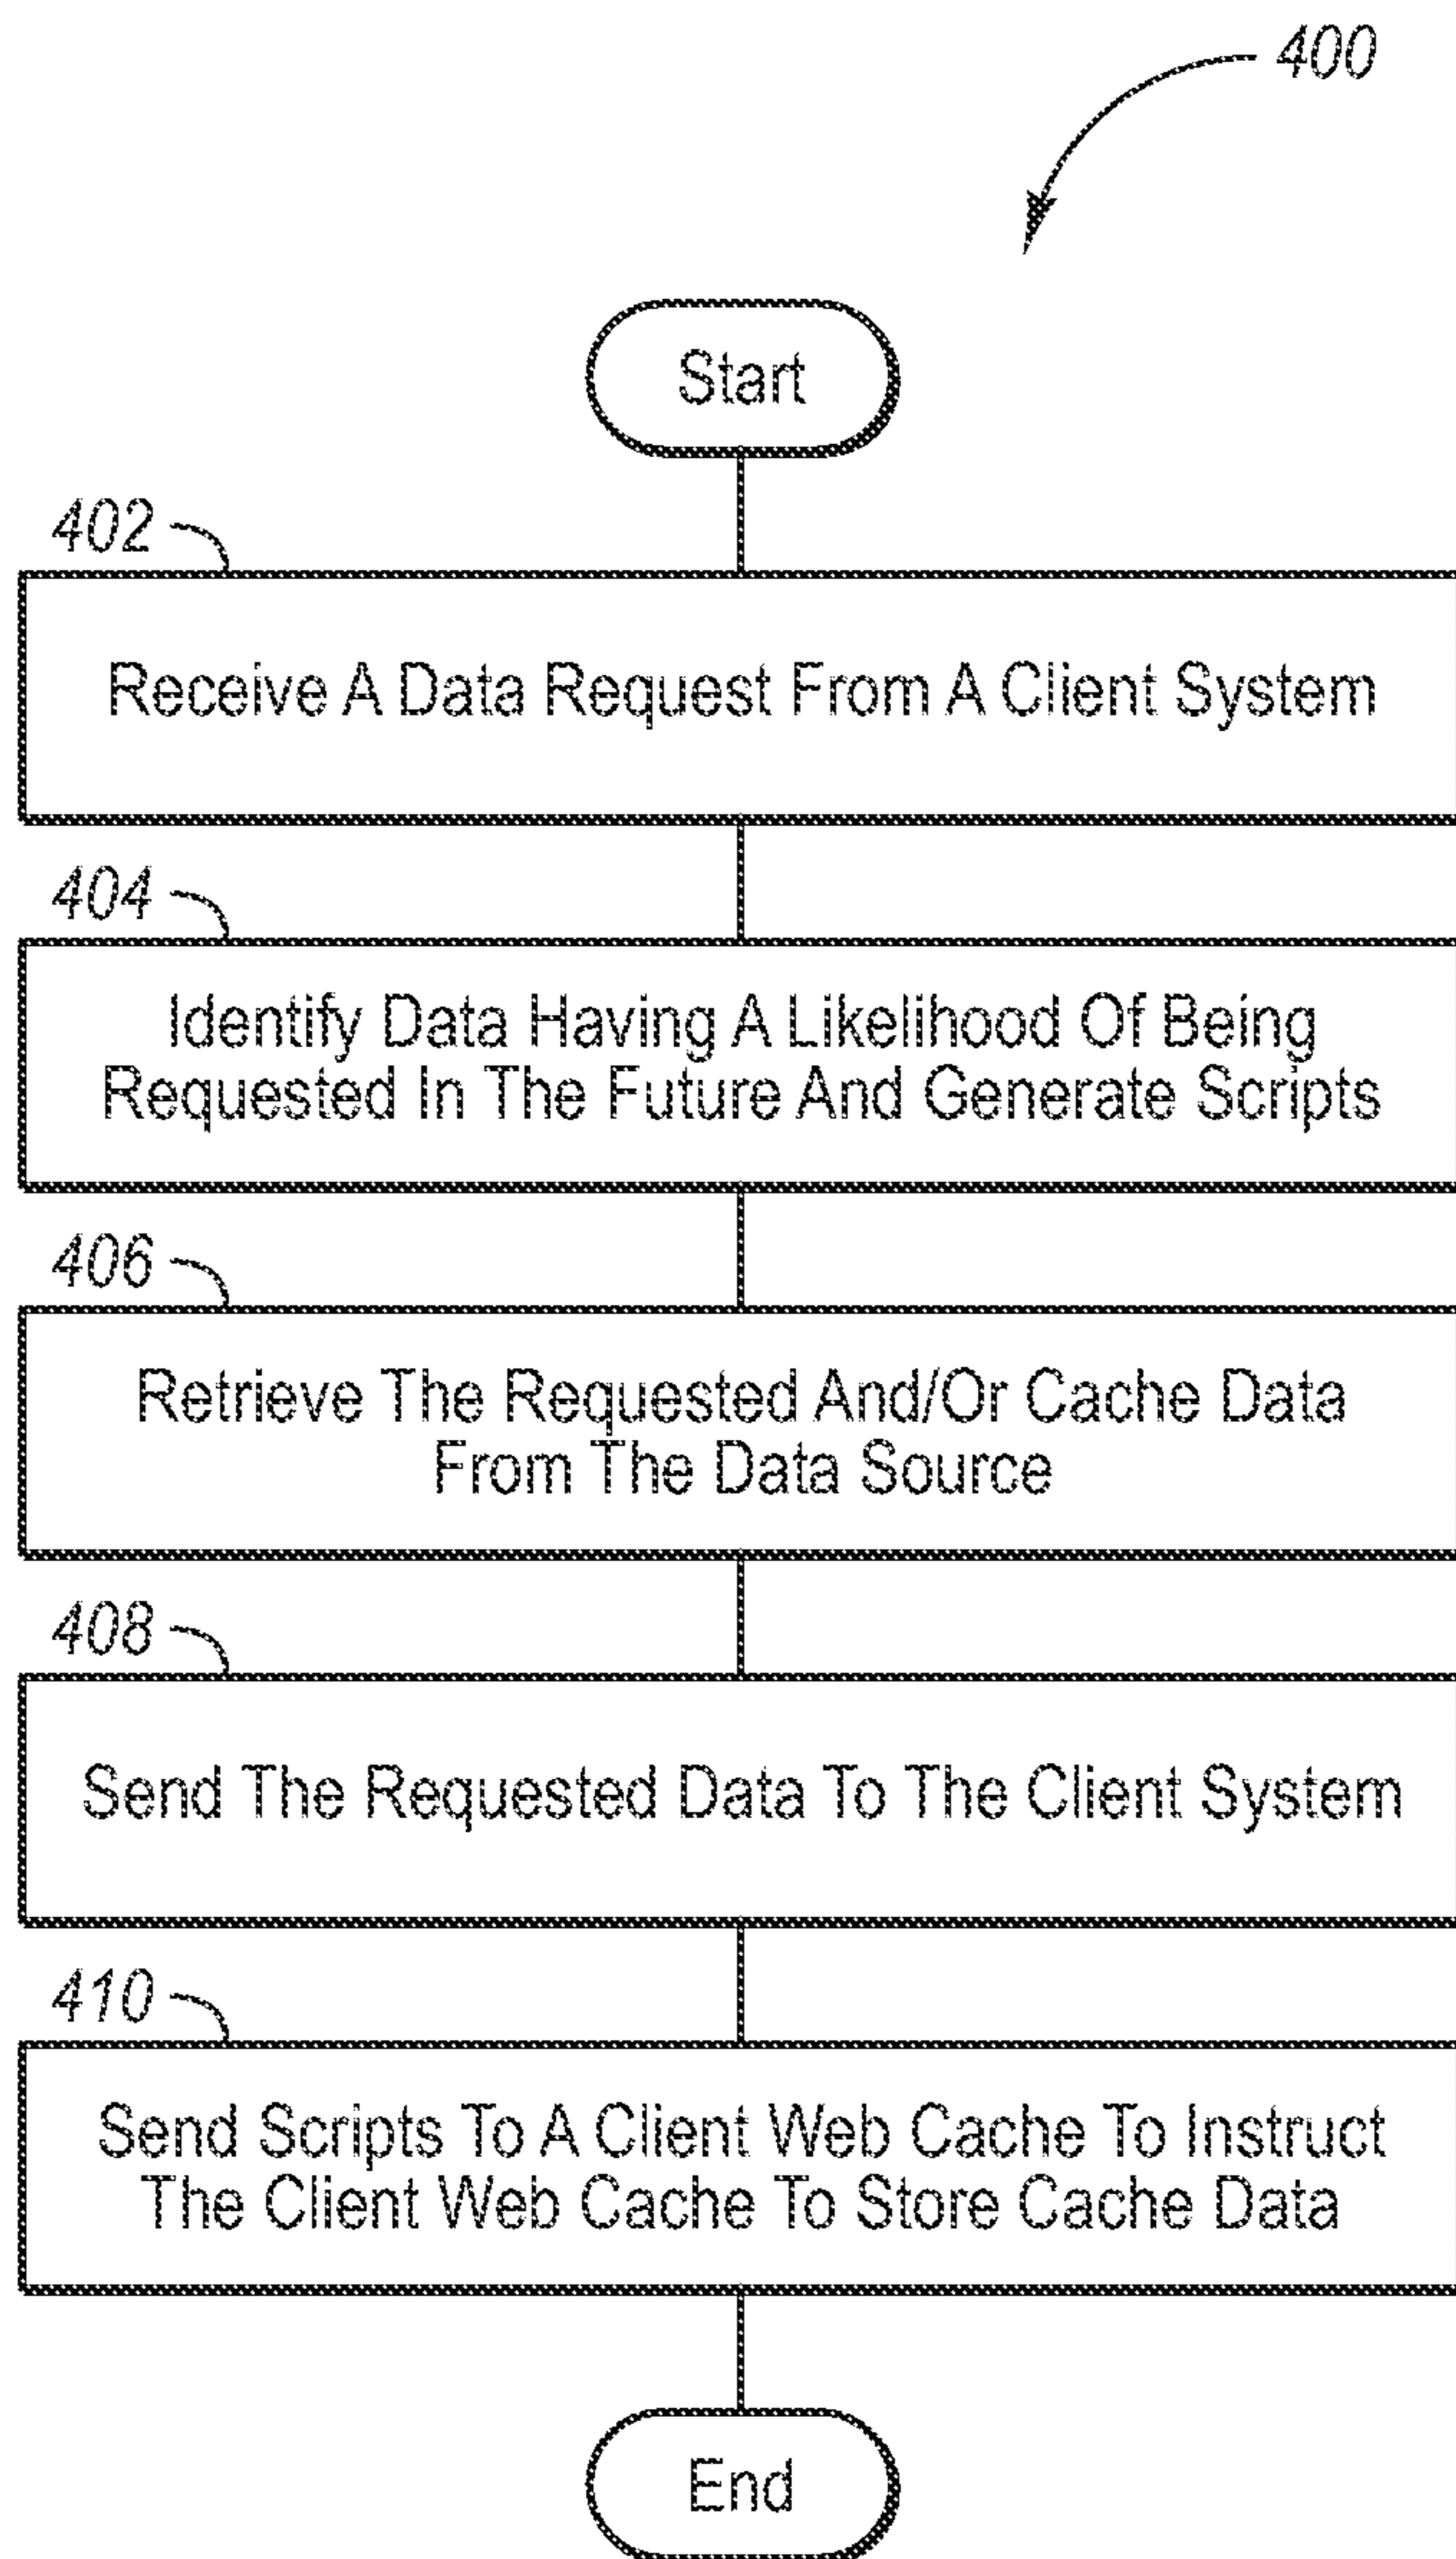 400
Start
402
Receive A Data Request From A Client System
404
Identify Data Having A Likelihood Of Being
Requested In The Future And Generate Scripts
406
Retrieve The Requested And/Or Cache Data
From The Data Source
408
Send The Requested Data To The Client System
410
Send Scripts To A Client Web Cache To Instruct
The Client Web Cache To Store Cache Data
End